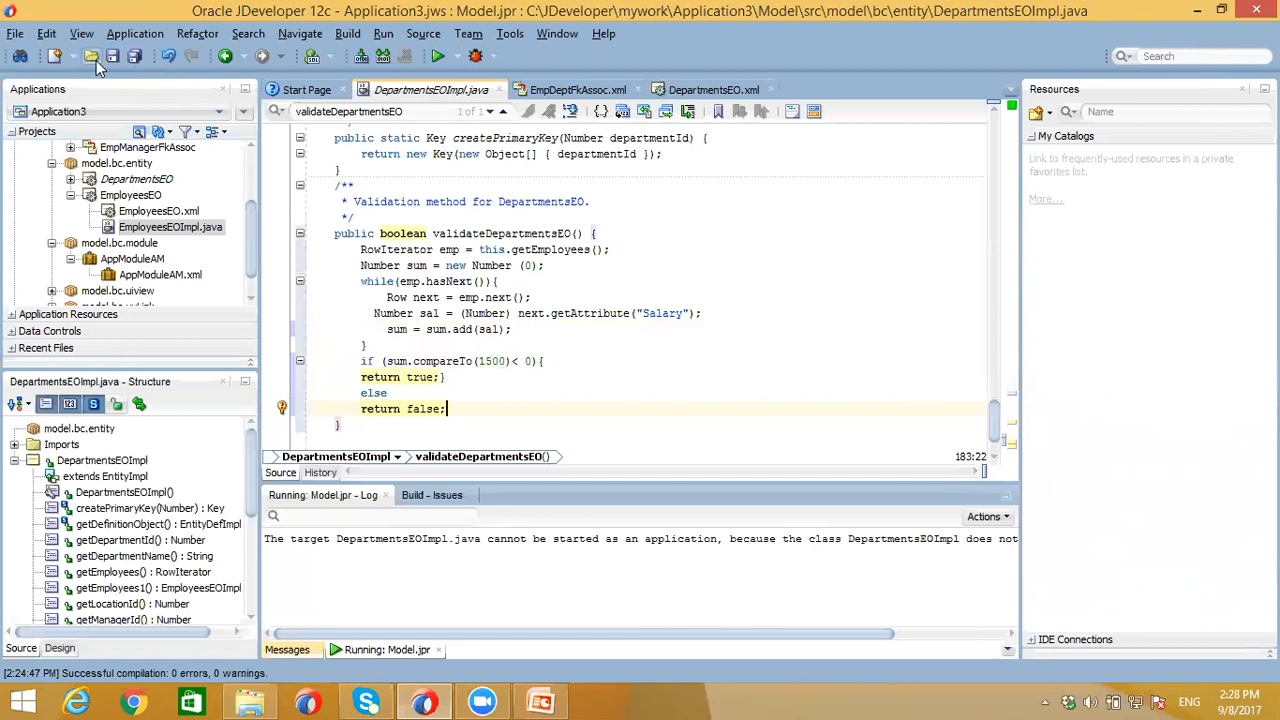 Oracle JDeveloper 12c - Application3.jws : Model.jpr : C:\JDeveloper\mywork\Application3\Model\src\model\bc\entity\DepartmentsEOImpl.java
File Edit View Application Refactor Search Navigate Build Run Source Team Tools Window Help
Search
Applications
Application3
Projects
EmpManagerFkAssoc
model.bc.entity
DepartmentsEO
EmployeesEO
EmployeesEO.xml
EmployeesEOImpl.java
model.bc.module
AppModuleAM
AppModuleAM.xml
model.bc.uiview
Application Resources
Data Controls
Recent Files
DepartmentsEOImpl.java - Structure
model.bc.entity
Imports
DepartmentsEOImpl
extends EntityImpl
DepartmentsEOImpl()
createPrimaryKey(Number) : Key
getDefinitionObject() : EntityDefImpl
getDepartmentId() : Number
getDepartmentName() : String
getEmployees() : RowIterator
getEmployees1() : EmployeesEOImpl
getLocationId() : Number
getManagerId() : Number
Source Design
Start Page DepartmentsEOImpl.java EmpDeptFkAssoc.xml DepartmentsEO.xml
validateDepartmentsEO 1 of 1
public static Key createPrimaryKey(Number departmentId) {
return new Key(new Object[] { departmentId });
}
/**
* Validation method for DepartmentsEO.
*/
public boolean validateDepartmentsEO() {
RowIterator emp = this.getEmployees();
Number sum = new Number (0);
while(emp.hasNext()){
Row next = emp.next();
Number sal = (Number) next.getAttribute("Salary");
sum = sum.add(sal);
}
if (sum.compareTo(1500)< 0){
return true;}
else
return false;
}
DepartmentsEOImpl validateDepartmentsEO() 183:22
Source History
Running: Model.jpr - Log Build - Issues
Actions
The target DepartmentsEOImpl.java cannot be started as an application, because the class DepartmentsEOImpl does not
Messages Running: Model.jpr
Resources
Name
My Catalogs
Link to frequently-used resources in a private
favorites list.
More...
IDE Connections
[2:24:47 PM] Successful compilation: 0 errors, 0 warnings.
ENG
2:28 PM
9/8/2017